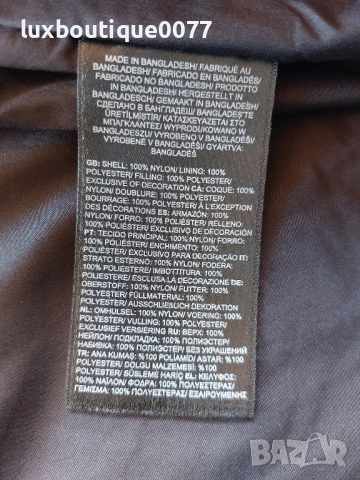 luxboutique0077
MADE IN BANGLADESH/ FABRIQUÉ AU
BANGLADESH/ FABRICADO EN BANGLADÉS/
FABRICADO NO BANGLADESH/ PRODOTTO
IN BANGLADESH/ HERGESTELLT IN
BANGLADESCH/ GEMAAKT IN BANGLADESH/
СДЕЛАНО В БАНГЛАДЕШ/ BANGLADEŞ'TE
ÜRETİLMİŞTİR/ ΚΑΤΑΣΚΕΥΑΖΕΤΑΙ ΣΤΟ
ΜΠΑΓΚΛΑΝΤΕΣ/ WYPRODUKOWANO W
BANGLADESZU/ VYROBENO V BANGLADÉŠI/
VYROBENÉ V BANGLADÉŠI/ GYÁRTVA:
BANGLADES
GB: SHELL: 100% NYLON/ LINING: 100%
POLYESTER/ FILLING: 100% POLYESTER/
EXCLUSIVE OF DECORATION CA: COQUE: 100%
NYLON/ DOUBLURE: 100% POLYESTER/
BOURRAGE: 100% POLYESTER/ À L'EXCEPTION
DES DÉCORATIONS ES: ARMAZÓN: 100%
NYLON/ FORRO: 100% POLIÉSTER/ RELLENO
100% POLIÉSTER/ EXCLUSIVO DE DECORACIÓN
PT: TECIDO PRINCIPAL: 100% NYLON/ FORRO:
100% POLIÉSTER/ ENCHIMENTO: 100%
POLIÉSTER/ EXCLUSIVO PARA DECORAÇÃO IT:
STRATO ESTERNO: 100% NYLON/ FODERA:
100% POLIESTERE/ IMBOTTITURA: 100%
POLIESTERE/ ESCLUSA LA DECORAZIONE DE:
OBERSTOFF: 100% NYLON/ FUTTER: 100%
POLYESTER/ FÜLLMATERIAL: 100%
POLYESTER/ AUSSCHLIESSLICH DEKORATION
NL: OMHULSEL: 100% NYLON/ VOERING: 100%
POLYESTER/ VULLING: 100% POLYESTER/
EXCLUSIEF VERSIERING RU: ВЕРХ: 100%
НЕЙЛОН/ ПОДКЛАДКА: 100% ПОЛИЭСТЕР/
НАБИВКА: 100% ПОЛИЭСТЕР/ БЕЗ УКРАШЕНИЙ
TR: ANA KUMAŞ: %100 POLİAMİD/ ASTAR: %100
POLYESTER/ DOLGU MALZEMESİ: %100
POLYESTER/ SÜSLEME HARİÇ EL: ΚΕΛΥΦΟΣ:
100% ΝΑΪΛΟΝ/ ΦΟΔΡΑ: 100% ΠΟΛΥΕΣΤΕΡΑΣ/
ΓΕΜΙΣΜΑ: 100% ΠΟΛΥΕΣΤΕΡΑΣ/ ΕΞΑΙΡΟΥΜΕΝΗΣ
BAZAR